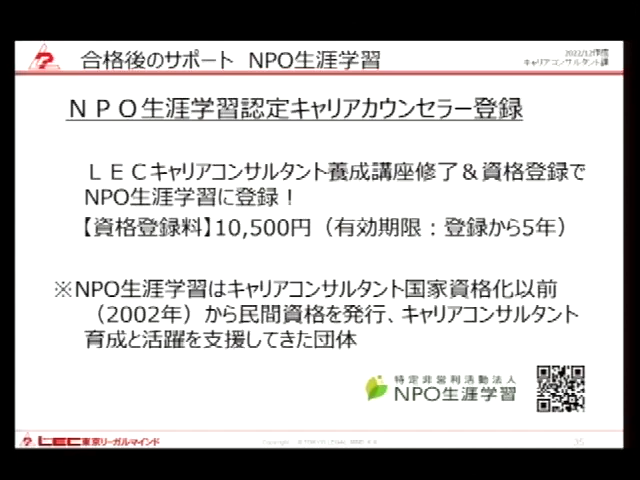 合格後のサポート NPO生涯学習
2022/12作成
キャリアコンサルタント課
ＮＰＯ生涯学習認定キャリアカウンセラー登録
ＬＥＣキャリアコンサルタント養成講座修了＆資格登録で
NPO生涯学習に登録！
【資格登録料】10,500円（有効期限：登録から5年）
※NPO生涯学習はキャリアコンサルタント国家資格化以前
（2002年）から民間資格を発行、キャリアコンサルタント
育成と活躍を支援してきた団体
特定非営利活動法人
NPO生涯学習
LEC東京リーガルマインド
Copyright
35